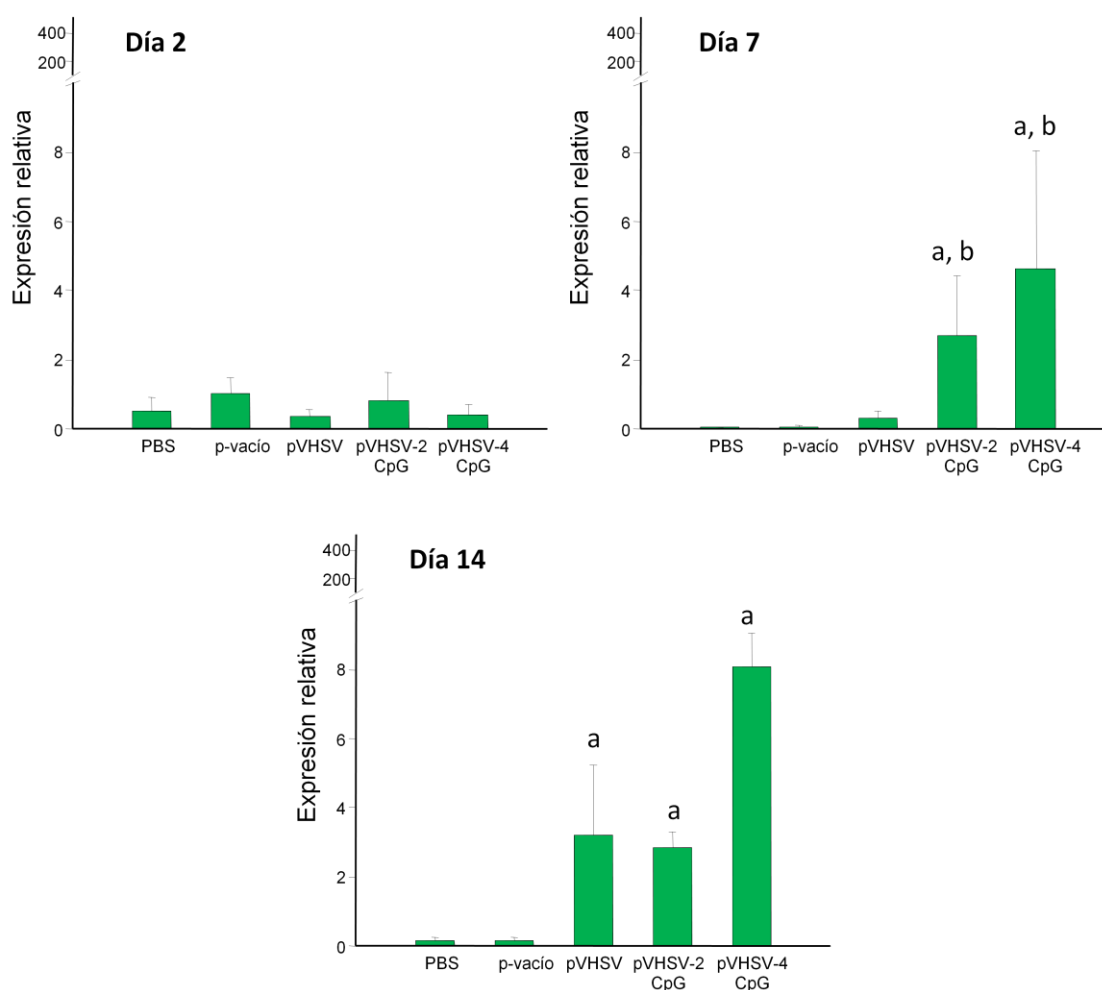 Día 2
400
200
8
6
4
2
0
Expresión relativa
PBS p-vacío pVHSV pVHSV-2 pVHSV-4
CpG CpG
Día 7
400
200
8
6
4
2
0
Expresión relativa
a, b
a, b
PBS p-vacío pVHSV pVHSV-2 pVHSV-4
CpG CpG
Día 14
400
200
8
6
4
2
0
Expresión relativa
a
a
a
PBS p-vacío pVHSV pVHSV-2 pVHSV-4
CpG CpG